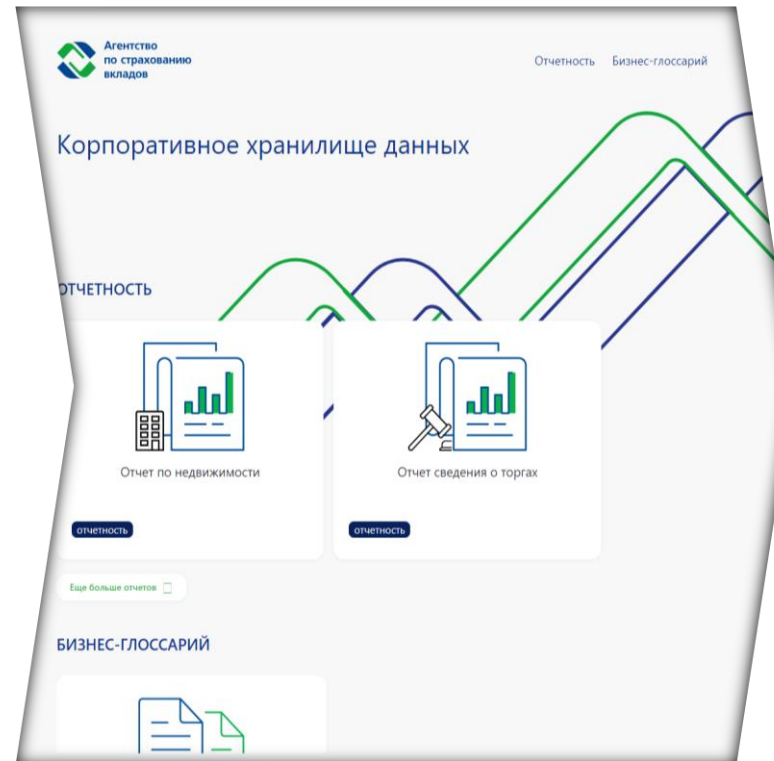 Агентство
по страхованию
вкладов
Отчетность Бизнес-глоссарий
Корпоративное хранилище данных
ОТЧЕТНОСТЬ
Отчет по недвижимости
Отчет сведения о торгах
отчетность
отчетность
Еще больше отчетов
БИЗНЕС-ГЛОССАРИЙ